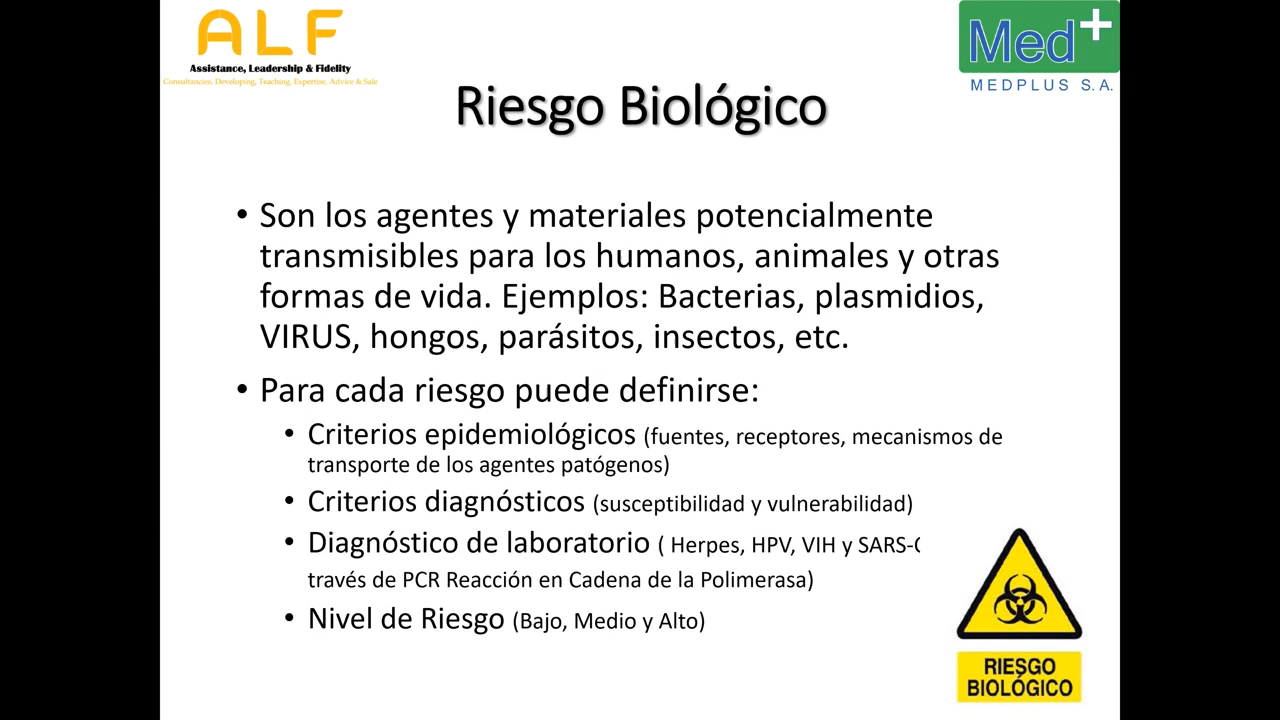 ALF
Assistance, Leadership & Fidelity
Consultancies, Developing, Teaching, Expertise, Advice & Sale
Med+
MEDPLUS S.A.
Riesgo Biológico
• Son los agentes y materiales potencialmente
transmisibles para los humanos, animales y otras
formas de vida. Ejemplos: Bacterias, plasmidios,
VIRUS, hongos, parásitos, insectos, etc.
• Para cada riesgo puede definirse:
• Criterios epidemiológicos (fuentes, receptores, mecanismos de
transporte de los agentes patógenos)
• Criterios diagnósticos (susceptibilidad y vulnerabilidad)
• Diagnóstico de laboratorio ( Herpes, HPV, VIH y SARS-
través de PCR Reacción en Cadena de la Polimerasa)
• Nivel de Riesgo (Bajo, Medio y Alto)
RIESGO
BIOLÓGICO